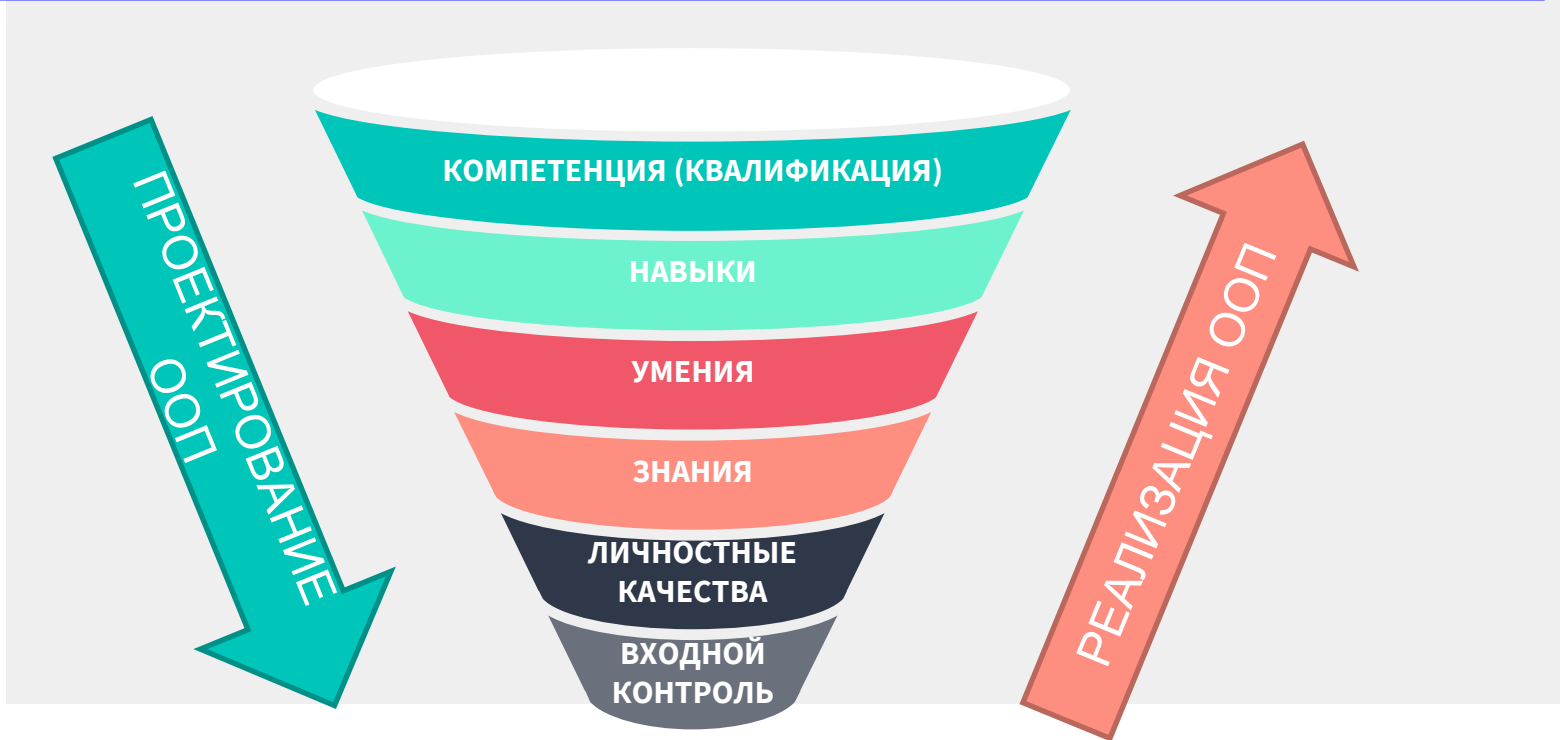 КОМПЕТЕНЦИЯ (КВАЛИФИКАЦИЯ)
НАВЫКИ
УМЕНИЯ
ЗНАНИЯ
ЛИЧНОСТНЫЕ
КАЧЕСТВА
ВХОДНОЙ
КОНТРОЛЬ
ПРОЕКТИРОВАНИЕ
ООП
РЕАЛИЗАЦИЯ ООП